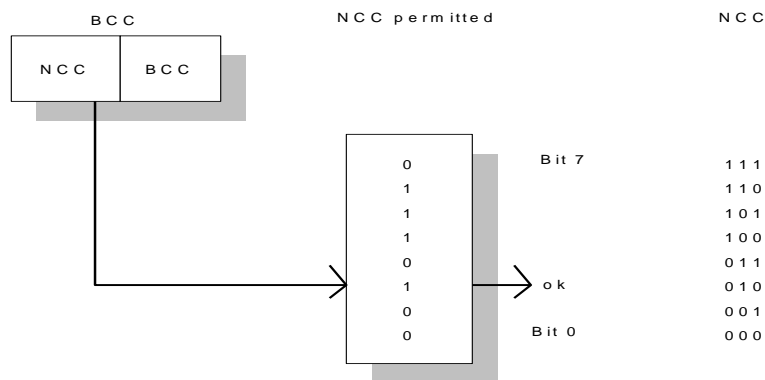 BCC NCC permitted NCC
NCC BCC
0 Bit 7 111
1 110
1 101
1 100
0 011
1 ok 010
0 001
0 Bit 0 000